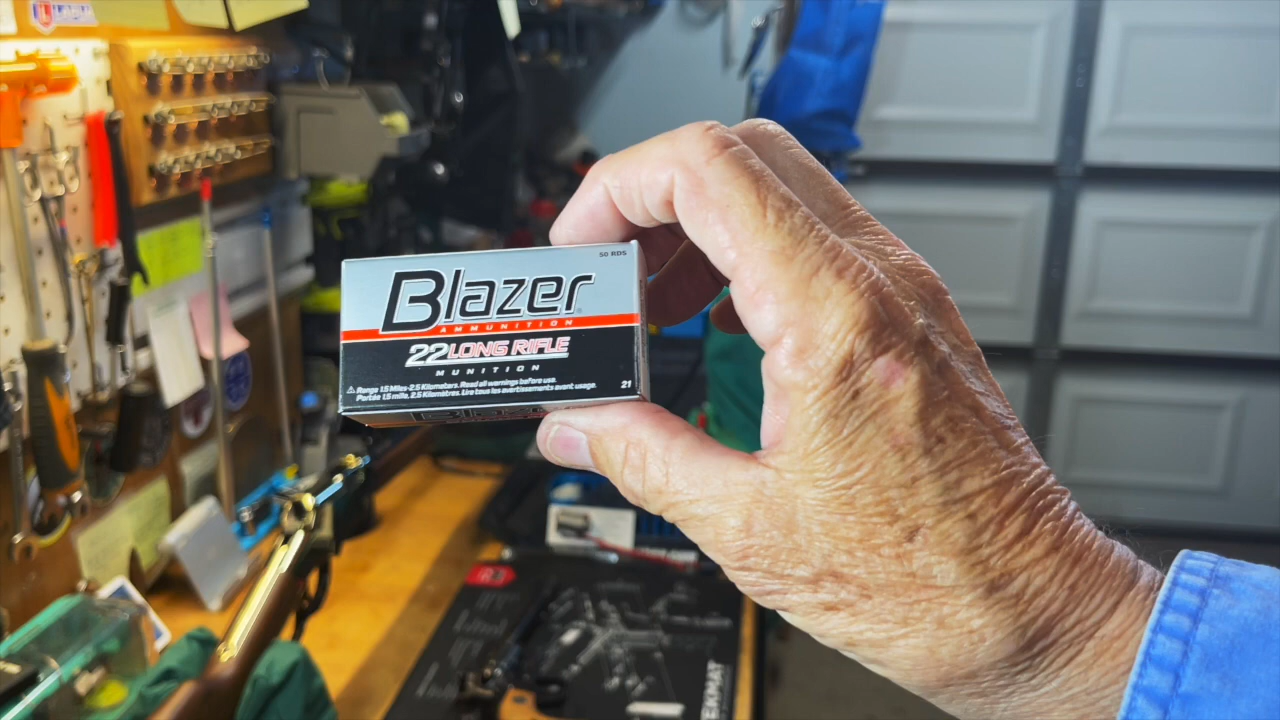 50 RDS
Blazer
AMMUNITION
22 LONG RIFLE
MUNITION
⚠ Range 1.5 Miles-2.5 Kilometers. Read all warnings before use.
Portée 1.5 mille, 2.5 Kilomètres. Lire tous les avertissements avant usage.
21
Blazer